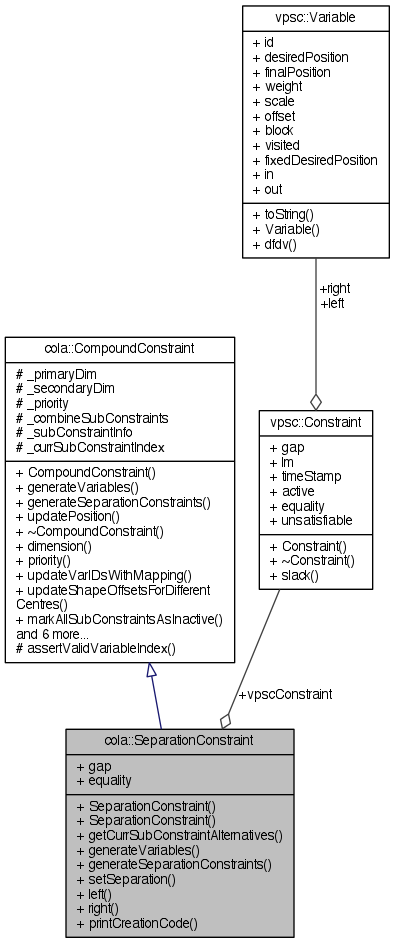 vpsc::Variable
+ id
+ desiredPosition
+ finalPosition
+ weight
+ scale
+ offset
+ block
+ visited
+ fixedDesiredPosition
+ in
+ out
+ toString()
+ Variable()
+ dfdv()
+right
+left
cola::CompoundConstraint
# _primaryDim
# _secondaryDim
# _priority
# _combineSubConstraints
# _subConstraintInfo
# _currSubConstraintIndex
+ CompoundConstraint()
+ generateVariables()
+ generateSeparationConstraints()
+ updatePosition()
+ ~CompoundConstraint()
+ dimension()
+ priority()
+ updateVarIDsWithMapping()
+ updateShapeOffsetsForDifferent
Centres()
+ markAllSubConstraintsAsInactive()
and 6 more...
# assertValidVariableIndex()
vpsc::Constraint
+ gap
+ lm
+ timeStamp
+ active
+ equality
+ unsatisfiable
+ Constraint()
+ ~Constraint()
+ slack()
+vpscConstraint
cola::SeparationConstraint
+ gap
+ equality
+ SeparationConstraint()
+ SeparationConstraint()
+ getCurrSubConstraintAlternatives()
+ generateVariables()
+ generateSeparationConstraints()
+ setSeparation()
+ left()
+ right()
+ printCreationCode()